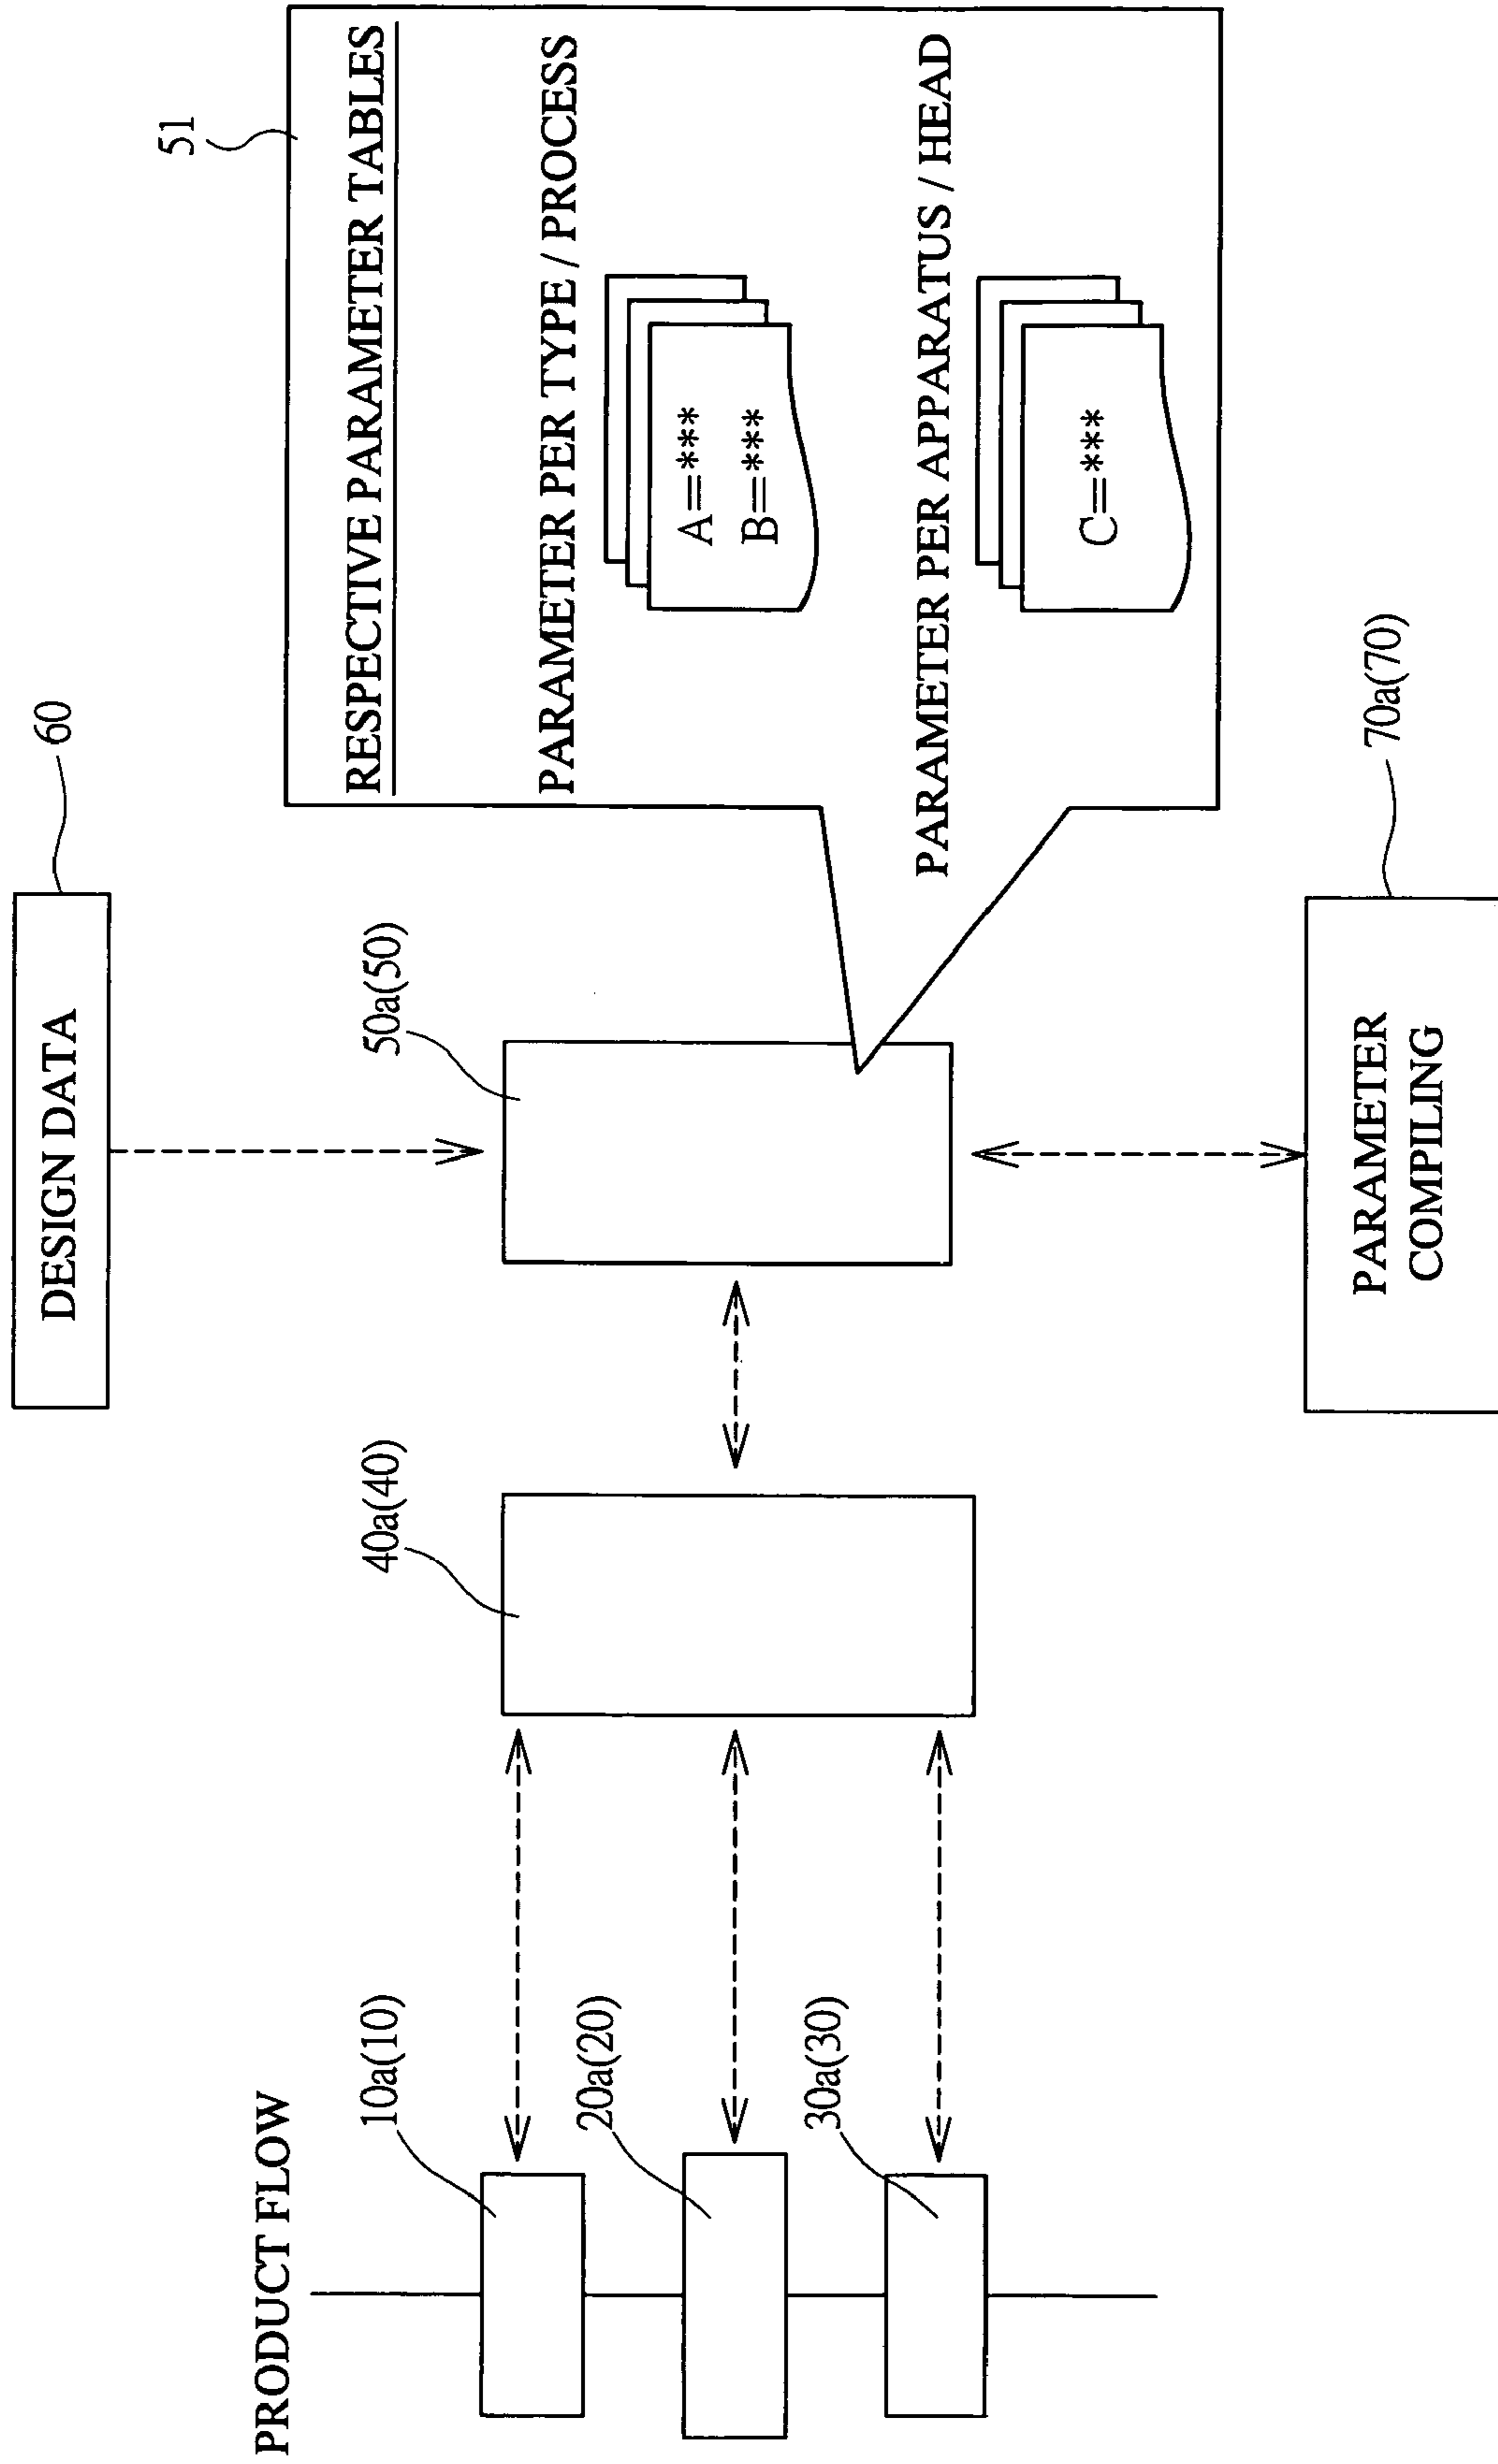 PRODUCT FLOW
10a(10)
20a(20)
30a(30)
40a(40)
50a(50)
DESIGN DATA
60
PARAMETER
COMPILING
70a(70)
51
RESPECTIVE PARAMETER TABLES
PARAMETER PER TYPE / PROCESS
A=***
B=***
PARAMETER PER APPARATUS / HEAD
C=***